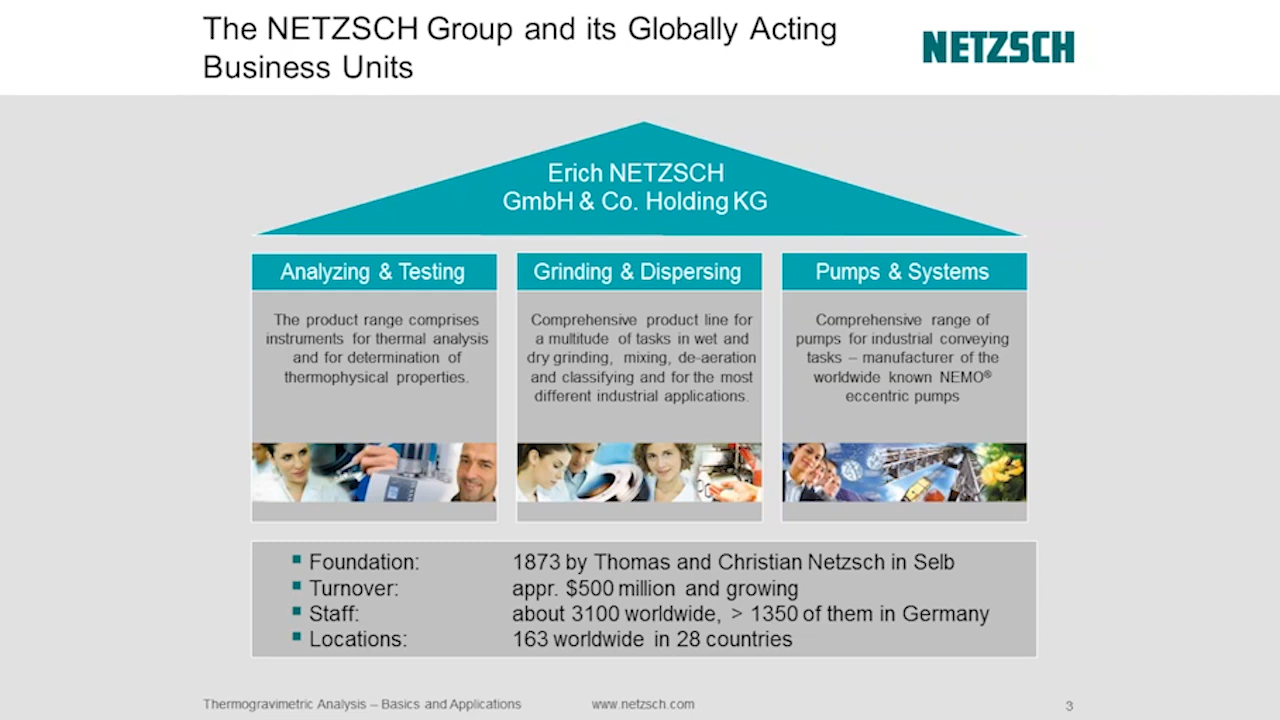 The NETZSCH Group and its Globally Acting
Business Units
NETZSCH
Erich NETZSCH
GmbH & Co. Holding KG
Analyzing & Testing
The product range comprises
instruments for thermal analysis
and for determination of
thermophysical properties.
Grinding & Dispersing
Comprehensive product line for
a multitude of tasks in wet and
dry grinding, mixing, de-aeration
and classifying and for the most
different industrial applications.
Pumps & Systems
Comprehensive range of
pumps for industrial conveying
tasks – manufacturer of the
worldwide known NEMO®
eccentric pumps
▪ Foundation: 1873 by Thomas and Christian Netzsch in Selb
▪ Turnover: appr. $500 million and growing
▪ Staff: about 3100 worldwide, > 1350 of them in Germany
▪ Locations: 163 worldwide in 28 countries
Thermogravimetric Analysis – Basics and Applications www.netzsch.com 3